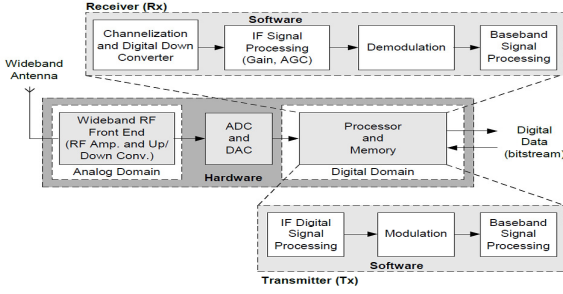 Receiver (Rx)
Software
Channelization
and Digital Down
Converter
IF Signal
Processing
(Gain, AGC)
Demodulation
Baseband
Signal
Processing
Wideband
Antenna
Wideband RF
Front End
(RF Amp. and Up/
Down Conv.)
Analog Domain
ADC
and
DAC
Hardware
Processor
and
Memory
Digital Domain
Digital
Data
(bitstream)
IF Digital
Signal
Processing
Modulation
Baseband
Signal
Processing
Software
Transmitter (Tx)